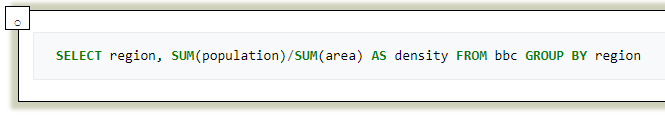 SELECT region, SUM(population)/SUM(area) AS density FROM bbc GROUP BY region